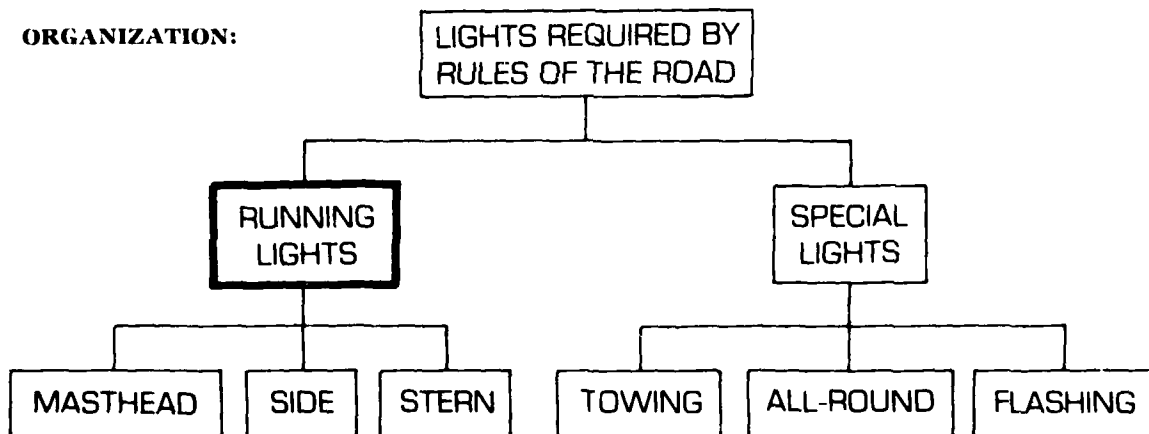 ORGANIZATION:
LIGHTS REQUIRED BY
RULES OF THE ROAD
RUNNING
LIGHTS
SPECIAL
LIGHTS
MASTHEAD
SIDE
STERN
TOWING
ALL-ROUND
FLASHING